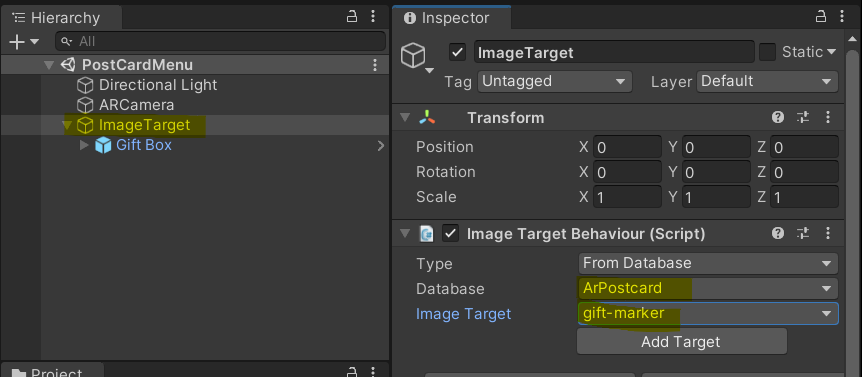 Hierarchy
All
PostCardMenu
Directional Light
ARCamera
ImageTarget
Gift Box
Project
Inspector
ImageTarget
Static
Tag Untagged Layer Default
Transform
Position X 0 Y 0 Z 0
Rotation X 0 Y 0 Z 0
Scale X 1 Y 1 Z 1
Image Target Behaviour (Script)
Type From Database
Database ArPostcard
Image Target gift-marker
Add Target